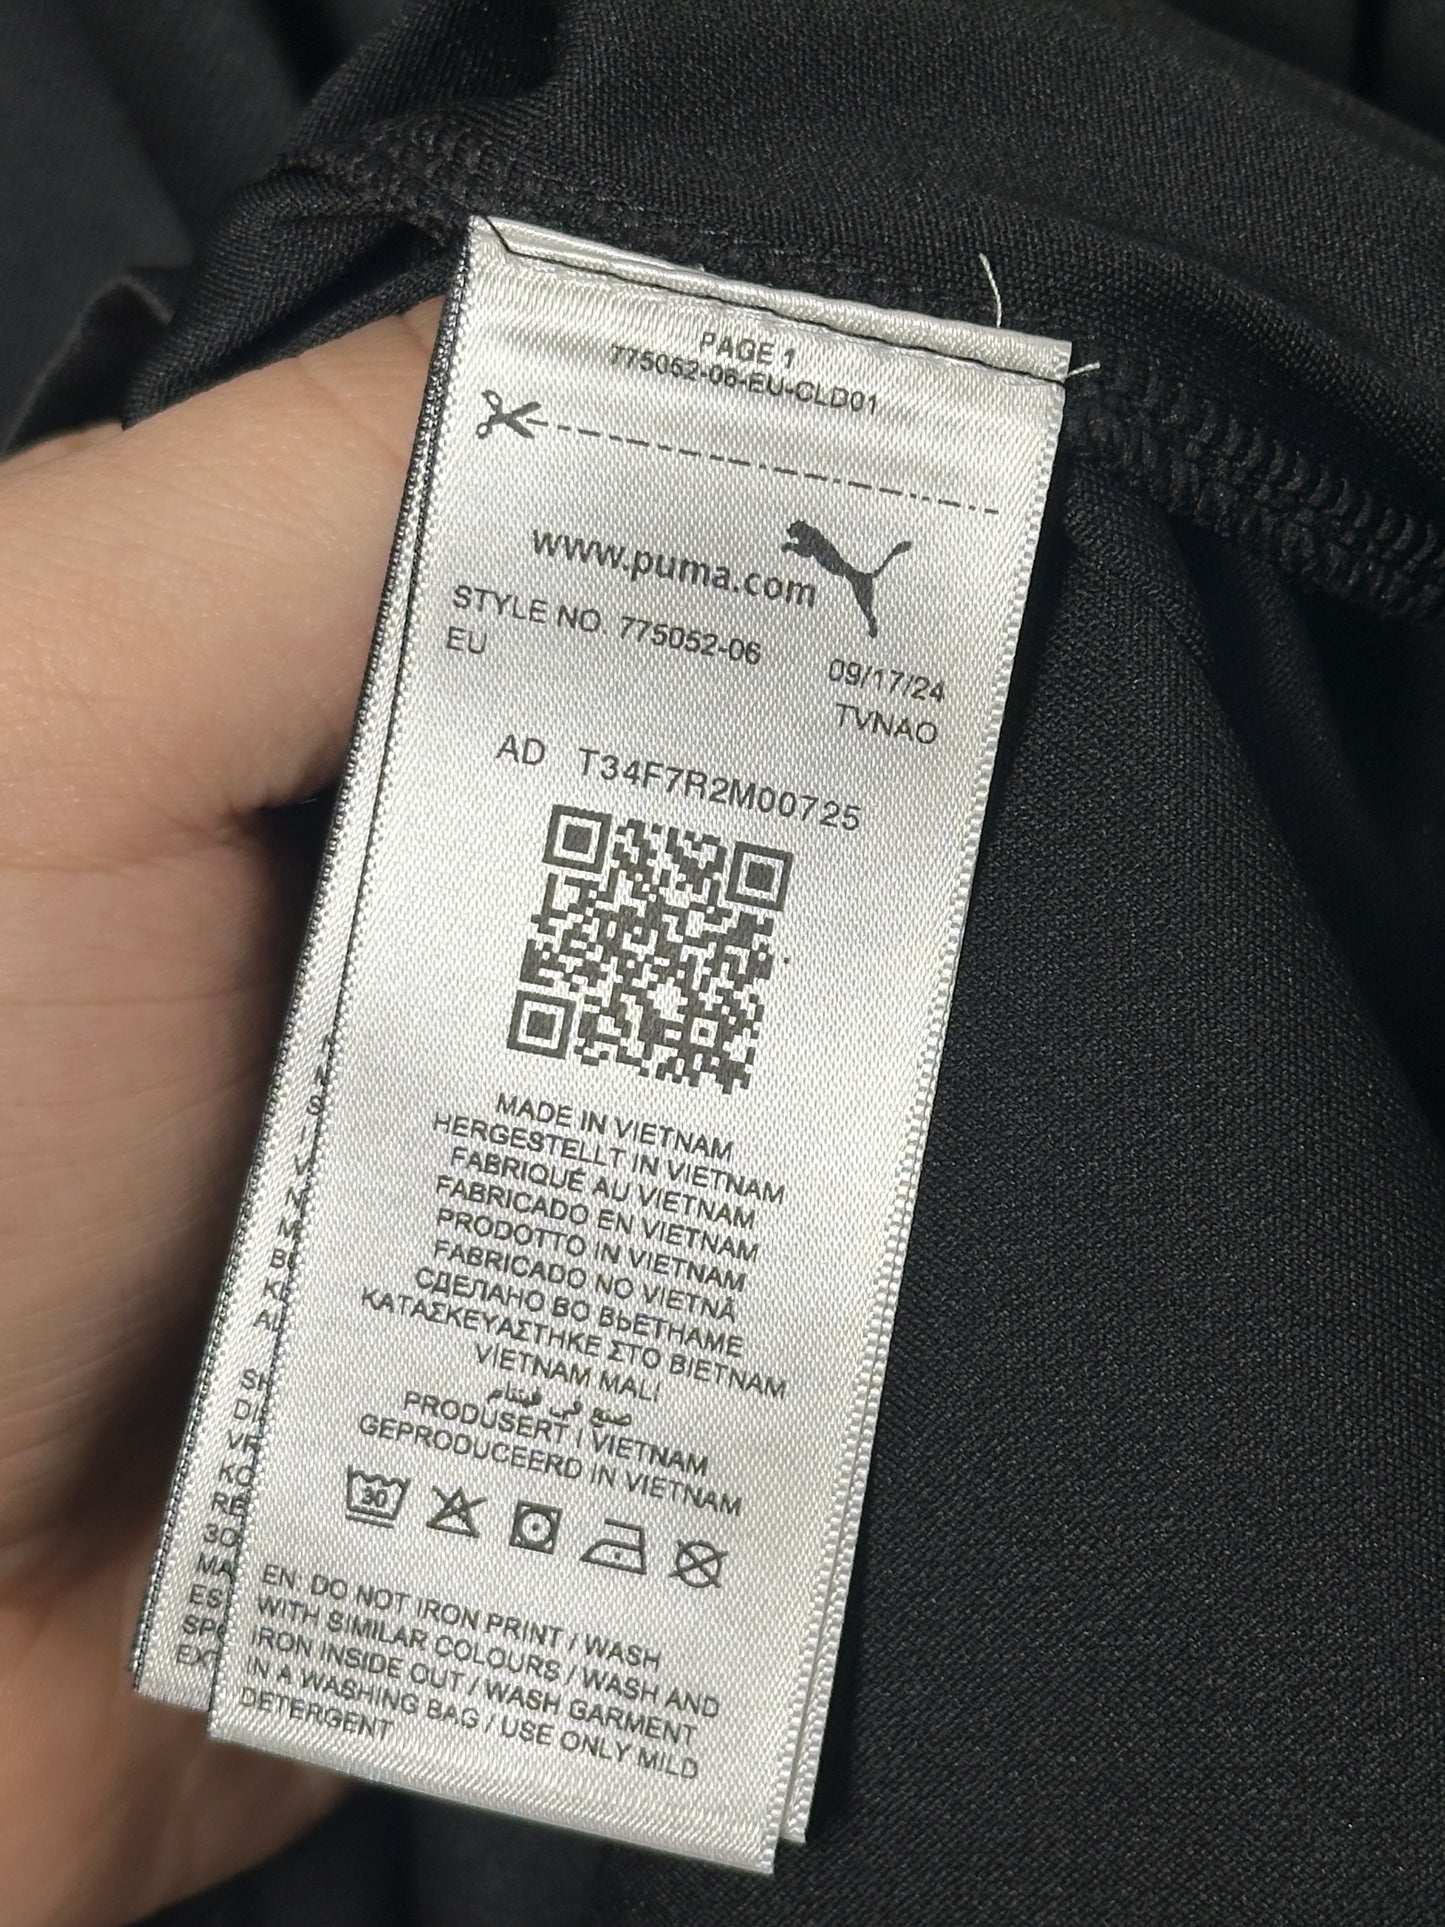 PAGE 1
775052-06-EU-CLD01
www.puma.com
STYLE NO. 775052-06
EU
09/17/24
TVNAO
AD T34F7R2M00725
MADE IN VIETNAM
HERGESTELLT IN VIETNAM
FABRIQUÉ AU VIETNAM
FABRICADO EN VIETNAM
PRODOTTO IN VIETNAM
FABRICADO NO VIETNÃ
СДЕЛАНО ВО ВЬЕТНАМЕ
ΚΑΤΑΣΚΕΥΑΣΤΗΚΕ ΣΤΟ ΒΙΕΤΝΑΜ
VİETNAM MALI
صنع في فيتنام
PRODUSERT I VIETNAM
GEPRODUCEERD IN VIETNAM
30
EN: DO NOT IRON PRINT / WASH
WITH SIMILAR COLOURS / WASH AND
IRON INSIDE OUT / WASH GARMENT
IN A WASHING BAG / USE ONLY MILD
DETERGENT